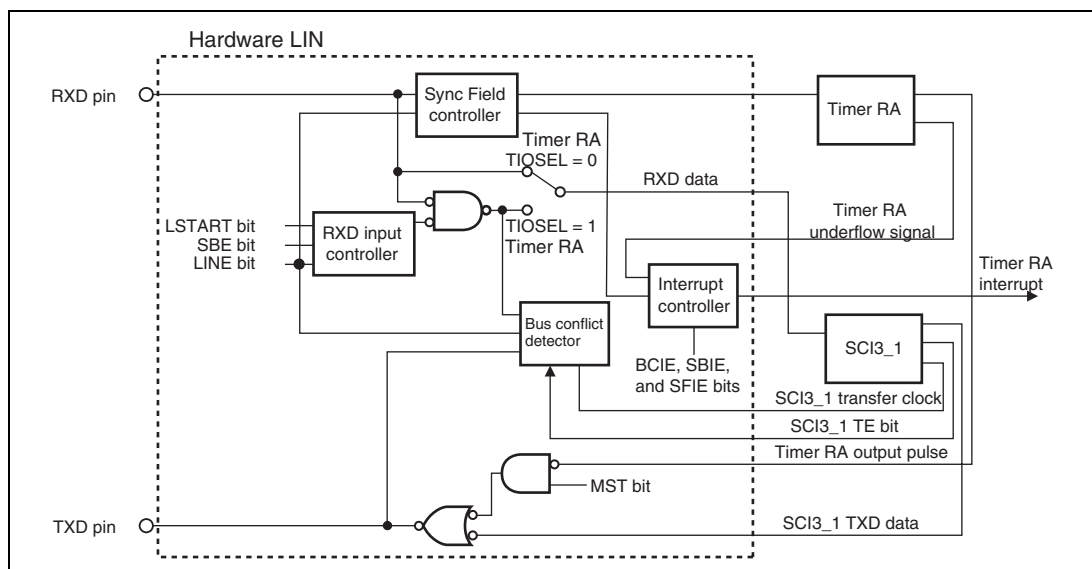 Hardware LIN
RXD pin
Sync Field
controller
Timer RA
Timer RA
TIOSEL = 0
RXD data
LSTART bit
SBE bit
LINE bit
RXD input
controller
TIOSEL = 1
Timer RA
Timer RA
underflow signal
Timer RA
interrupt
Interrupt
controller
Bus conflict
detector
BCIE, SBIE,
and SFIE bits
SCI3_1
SCI3_1 transfer clock
SCI3_1 TE bit
Timer RA output pulse
MST bit
TXD pin
SCI3_1 TXD data